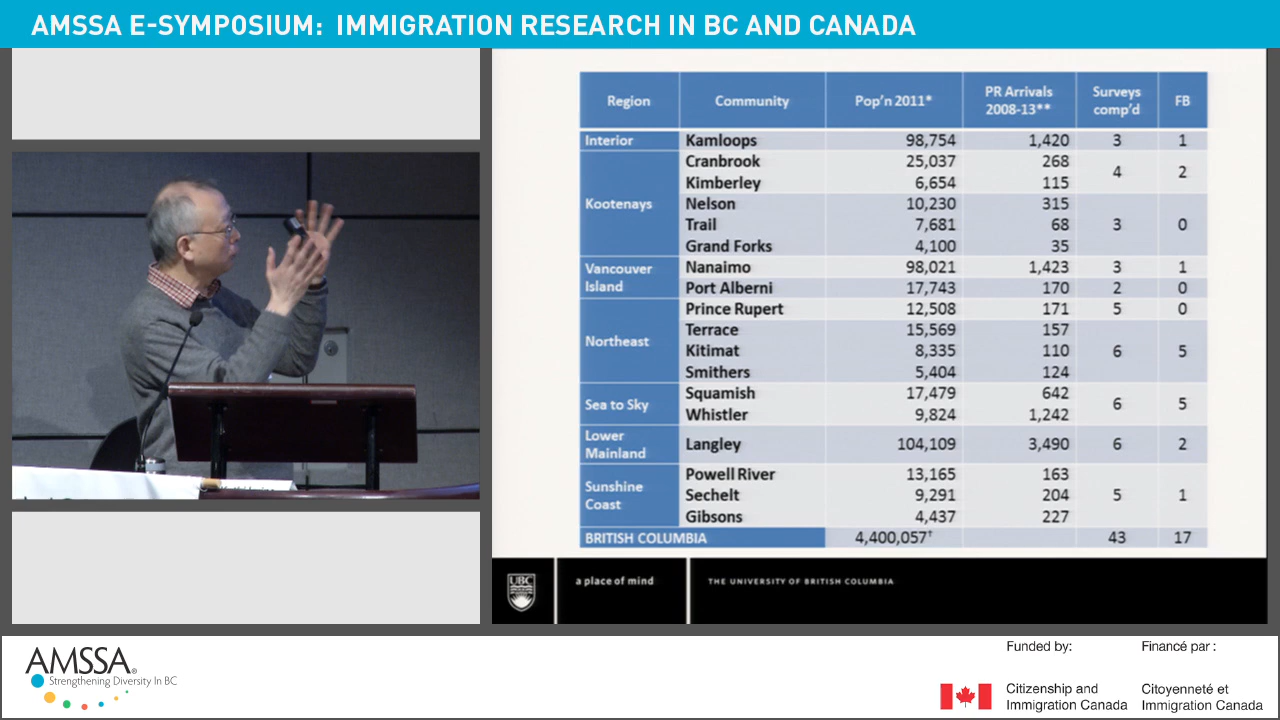 AMSSA E-SYMPOSIUM: IMMIGRATION RESEARCH IN BC AND CANADA
Region Community Pop'n 2011* PR Arrivals 2008-13** Surveys comp'd FB
Interior Kamloops 98,754 1,420 3 1
Kootenays
Cranbrook 25,037 268
Kimberley 6,654 115
4 2
Nelson 10,230 315
Trail 7,681 68
Grand Forks 4,100 35
3 0
Vancouver Island
Nanaimo 98,021 1,423 3 1
Port Alberni 17,743 170 2 0
Northeast
Prince Rupert 12,508 171 5 0
Terrace 15,569 157
Kitimat 8,335 110
Smithers 5,404 124
6 5
Sea to Sky
Squamish 17,479 642
Whistler 9,824 1,242
6 5
Lower Mainland
Langley 104,109 3,490 6 2
Sunshine Coast
Powell River 13,165 163
Sechelt 9,291 204
Gibsons 4,437 227
5 1
BRITISH COLUMBIA 4,400,057† 43 17
UBC
a place of mind
THE UNIVERSITY OF BRITISH COLUMBIA
AMSSA®
Strengthening Diversity In BC
Funded by:
Citizenship and
Immigration Canada
Financé par :
Citoyenneté et
Immigration Canada